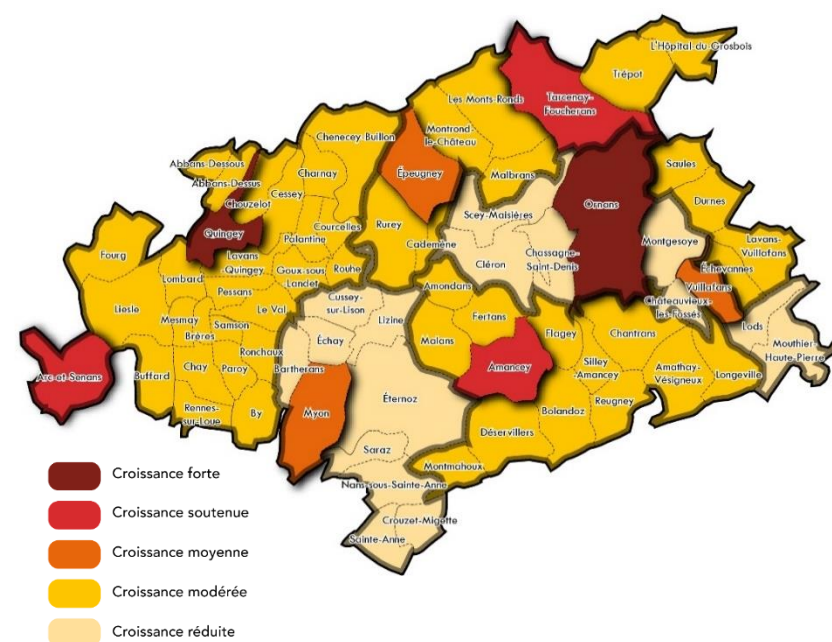 L'Hôpital-du-Grosbois
Trépot
Tarcenay-
Foucherans
Les Monts-Ronds
Montrond-
le-Château
Chenecey-Buillon
Malbrans
Épeugney
Charnay
Abbans-Dessous
Abbans-Dessus
Cessey
Chouzelot
Saules
Durnes
Ornans
Scey-Maisières
Rurey
Cademène
Courcelles
Quingey
Palantine
Lavans-
Quingey
Montgesoye
Lavans-
Vuillafans
Fourg
Cléron
Chassagne-
Saint-Denis
Échevannes
Vuillafans
Goux-sous-
Landet
Rouhe
Lombard
Pessans
Amondans
Châteauvieux-
les-Fossés
Cussey-
sur-Lison
Lizine
Liesle
Le Val
Fertans
Lods
Mesmay
Samson
Brères
Échay
Malans
Flagey
Chantrans
Mouthier-
Haute-Pierre
Ronchaux
Bartherans
Amancey
Silley-
Amancey
Amathay-
Vésigneux
Longeville
Arc et Senans
Buffard
Chay
Paroy
Éternoz
Reugney
Bolandoz
Rennes-
sur-Loue
By
Myon
Déservillers
Saraz
Montmahoux
Nans-sous-Sainte-Anne
Crouzet-Migette
Sainte-Anne
Croissance forte
Croissance soutenue
Croissance moyenne
Croissance modérée
Croissance réduite